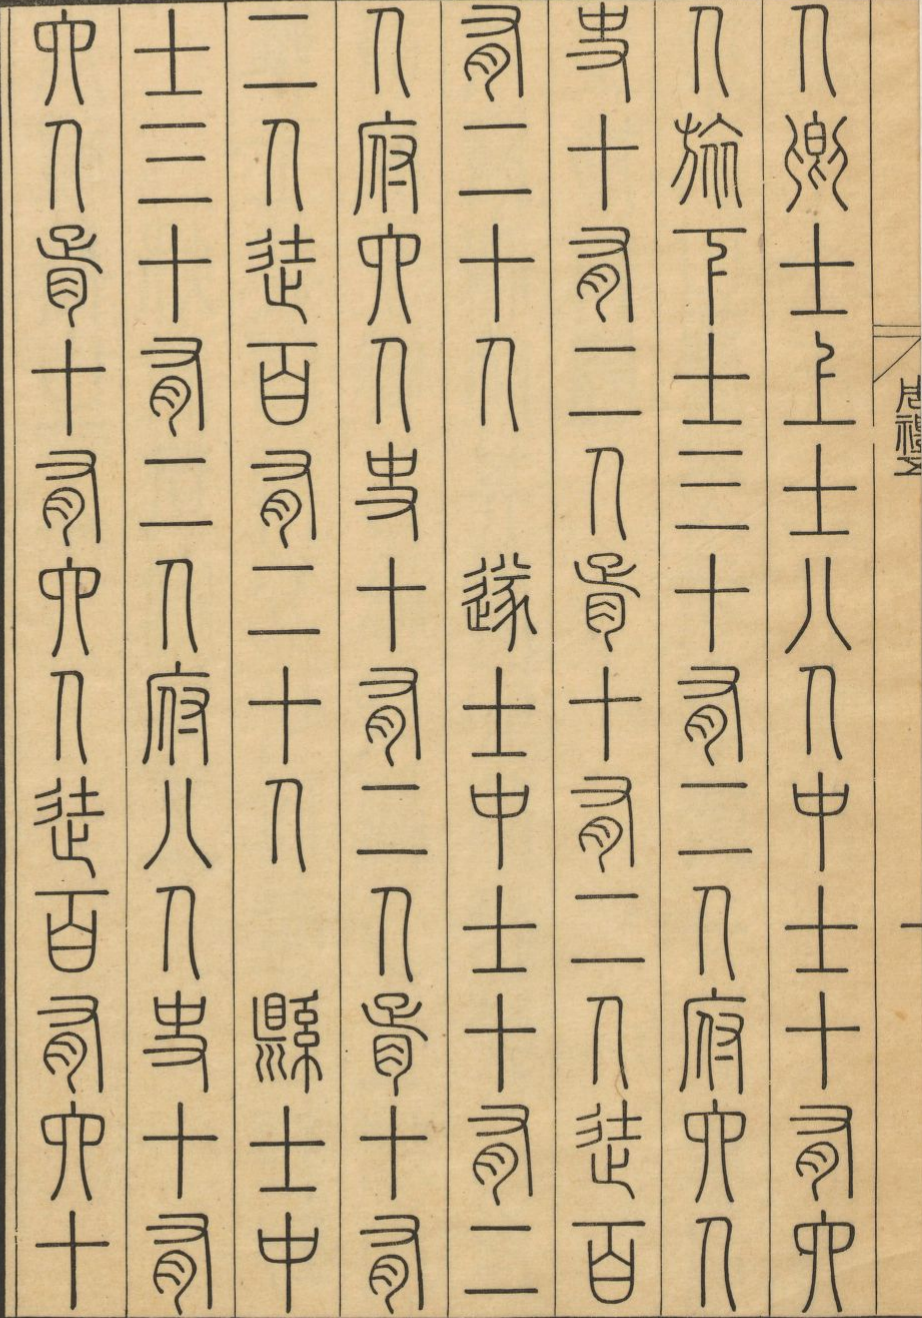 周禮
人鄉士上士八人中士十有六
人旅下士三十有二人府六人
史十有二人胥十有二人徒百
有二十人　遂士中士十有二
人府六人史十有二人胥十有
二人徒百有二十人　縣士中
士三十有二人府八人史十有
六人胥十有六人徒百有六十